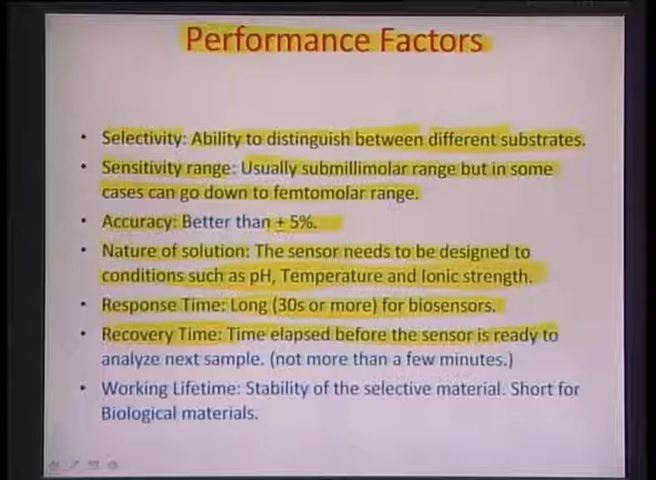 Performance Factors
• Selectivity: Ability to distinguish between different substrates.
• Sensitivity range: Usually submillimolar range but in some
cases can go down to femtomolar range.
• Accuracy: Better than ± 5%.
• Nature of solution: The sensor needs to be designed to
conditions such as pH, Temperature and Ionic strength.
• Response Time: Long (30s or more) for biosensors.
• Recovery Time: Time elapsed before the sensor is ready to
analyze next sample. (not more than a few minutes.)
• Working Lifetime: Stability of the selective material. Short for
Biological materials.